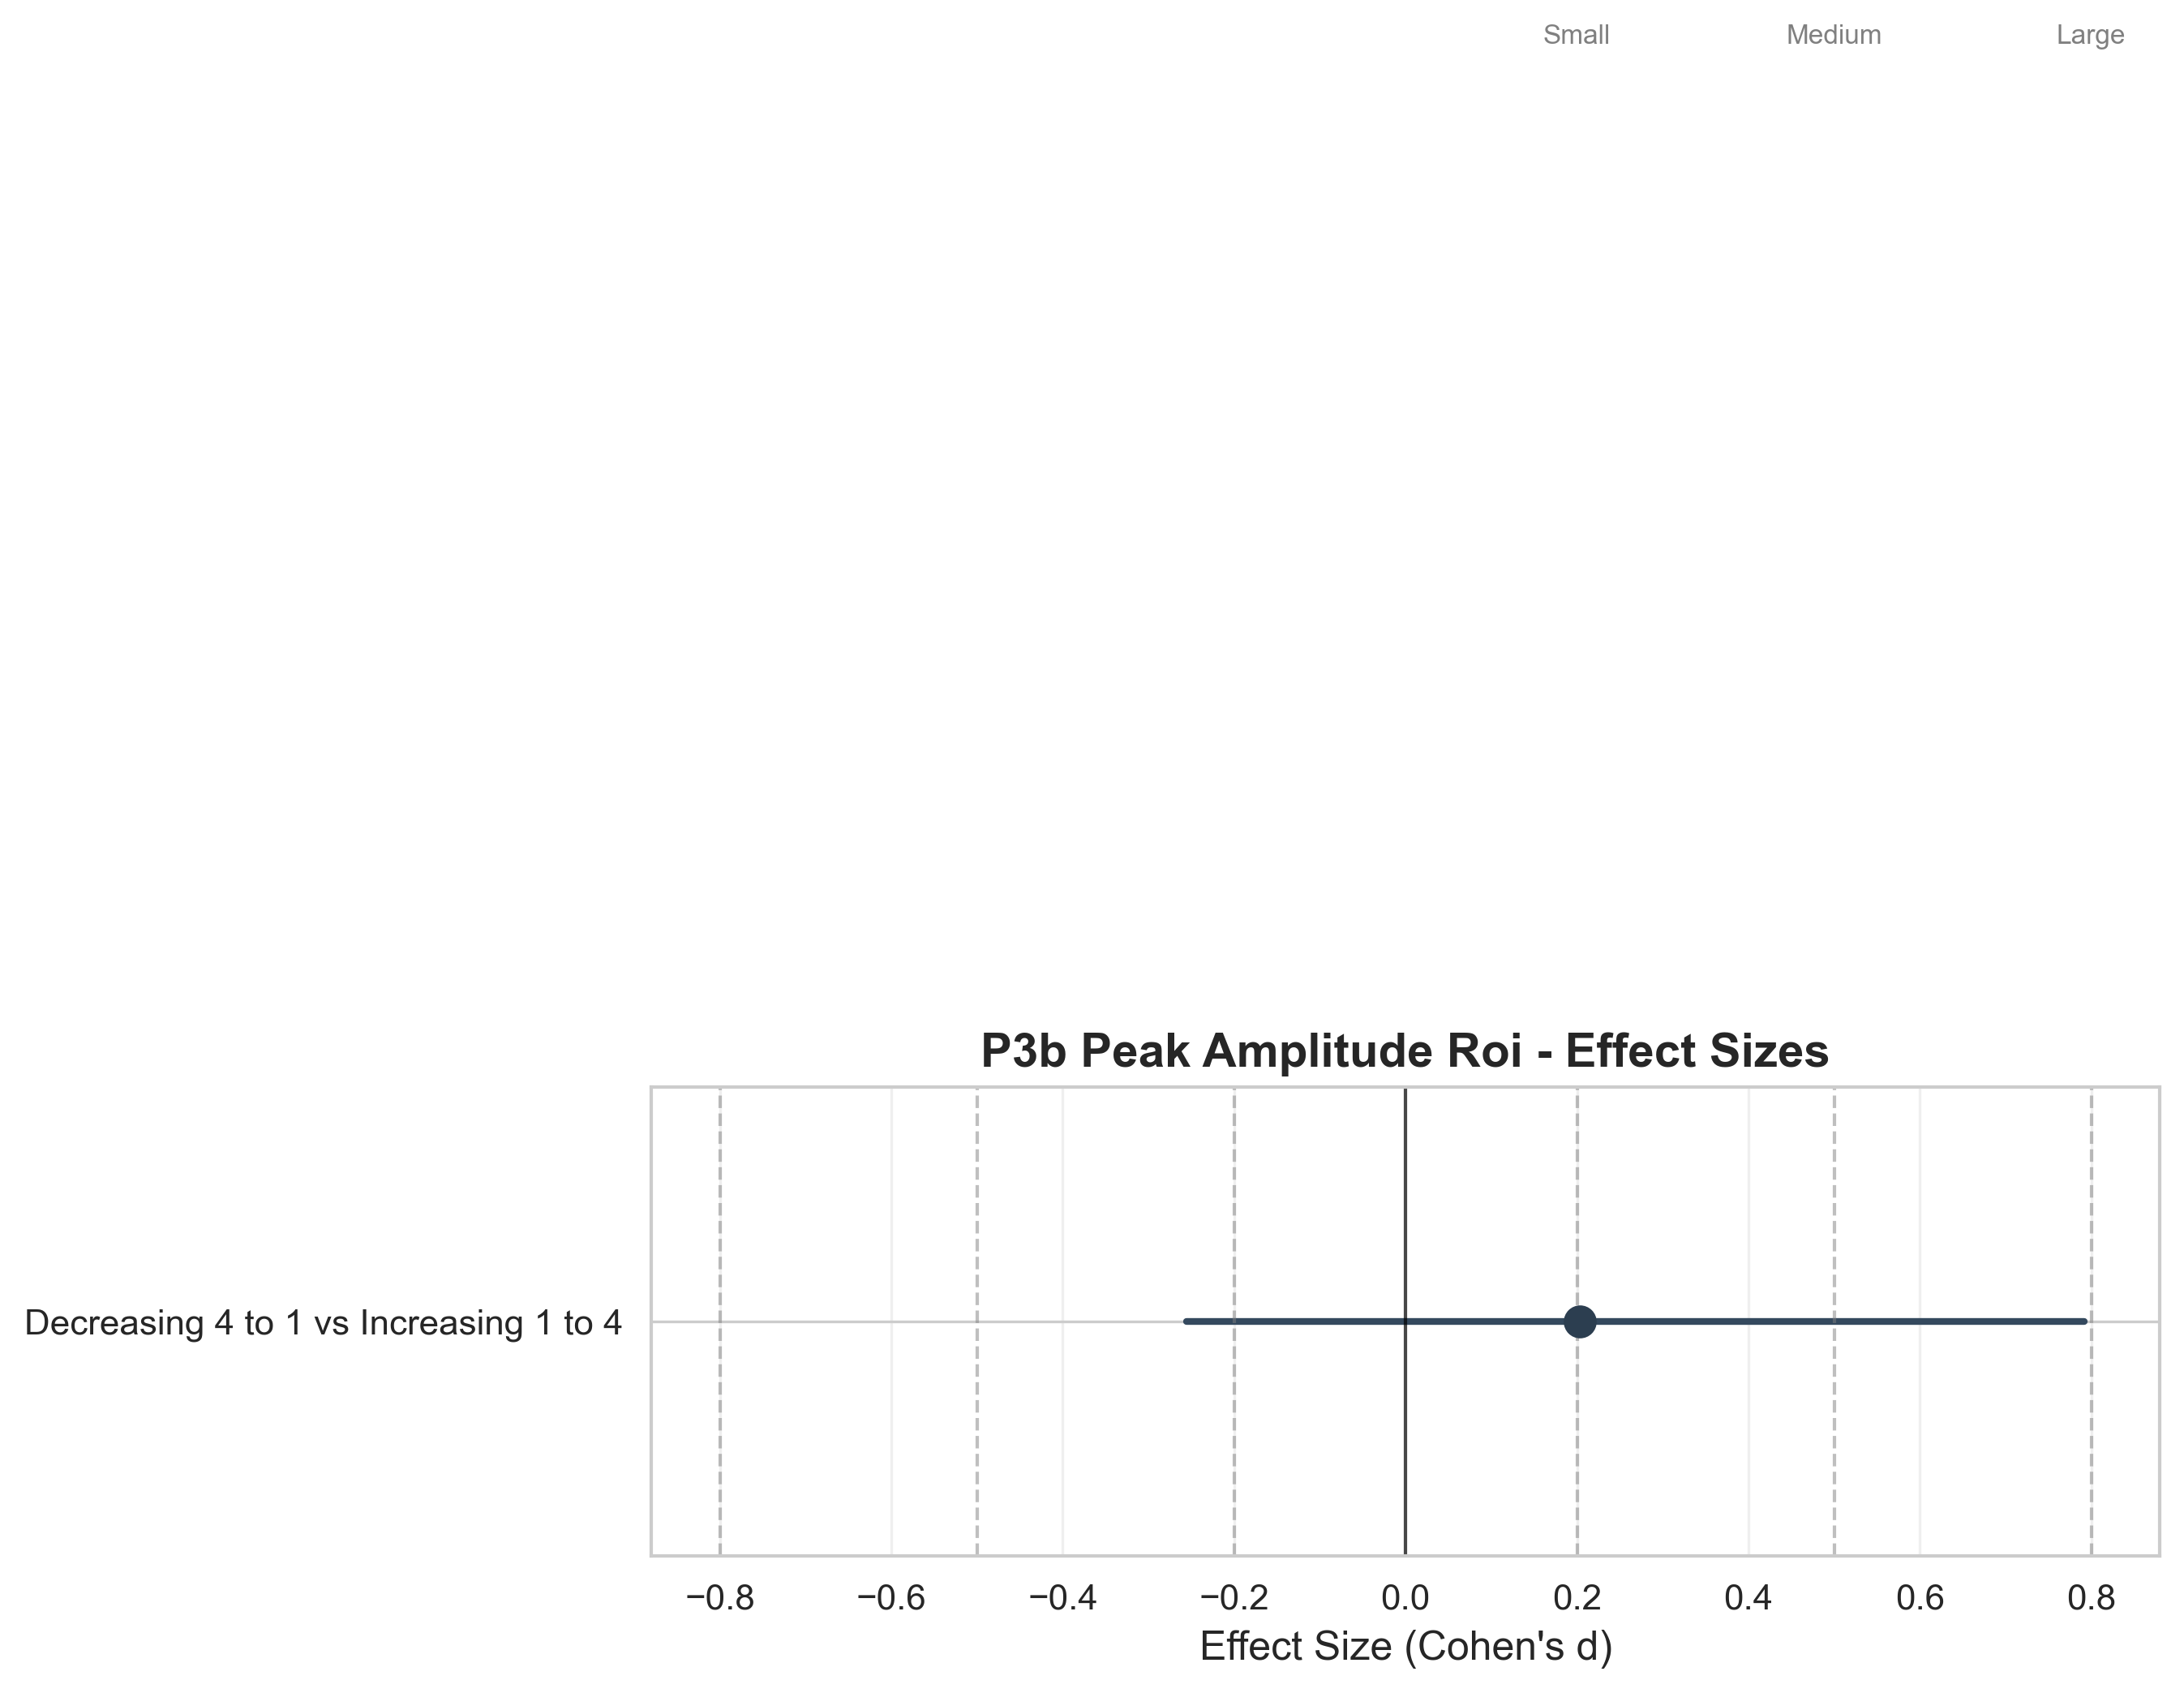 Small Medium Large
P3b Peak Amplitude Roi - Effect Sizes
Decreasing 4 to 1 vs Increasing 1 to 4
−0.8 −0.6 −0.4 −0.2 0.0 0.2 0.4 0.6 0.8
Effect Size (Cohen's d)